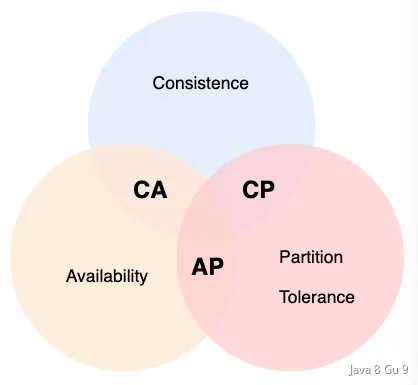 Consistence
CA
CP
AP
Availability
Partition
Tolerance
Java 8 Gu 9